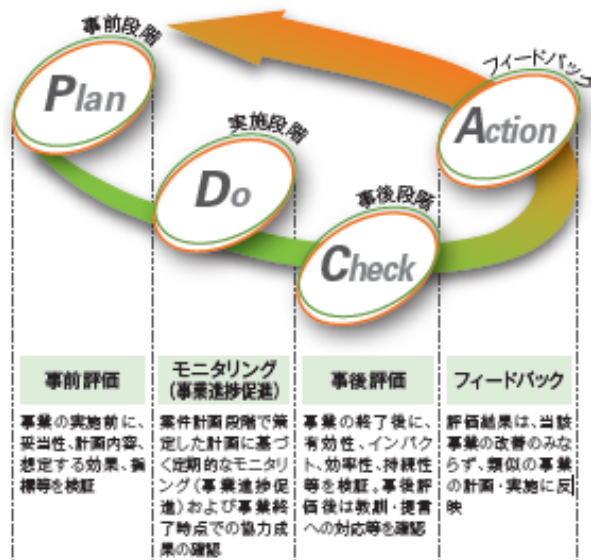 事前段階
Plan
実施段階
Do
事後段階
Check
フィードバック
Action
事前評価
事業の実施前に、
妥当性、計画内容、
想定する効果、指
標等を検証
モニタリング
(事業進捗促進)
案件計画段階で策
定した計画に基づ
く定期的なモニタリ
ング(事業進捗促
進)および事業終
了時点での協力成
果の確認
事後評価
事業の終了後に、
有効性、インパク
ト、効率性、持続性
等を検証。事後評
価後は教訓・提言
への対応等を確認
フィードバック
評価結果は、当該
事業の改善のみな
らず、類似の事業
の計画・実施に反
映